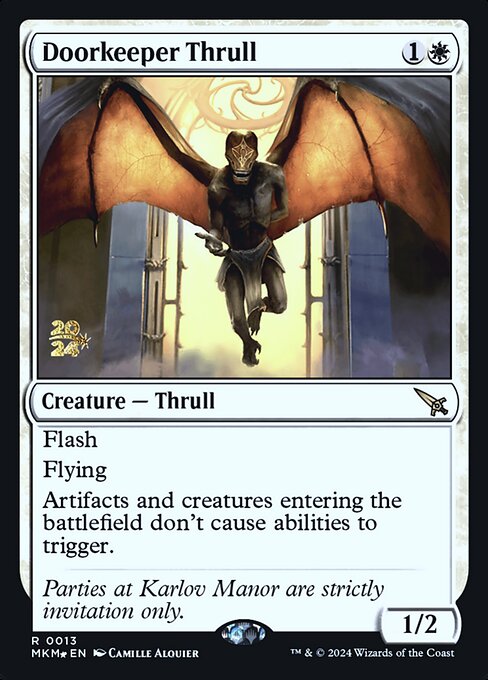 Doorkeeper Thrull 1
2024
Creature — Thrull
Flash
Flying
Artifacts and creatures entering the
battlefield don't cause abilities to
trigger.
Parties at Karlov Manor are strictly
invitation only.
1/2
R 0013
MKM★EN Camille Alouier
™ & © 2024 Wizards of the Coast